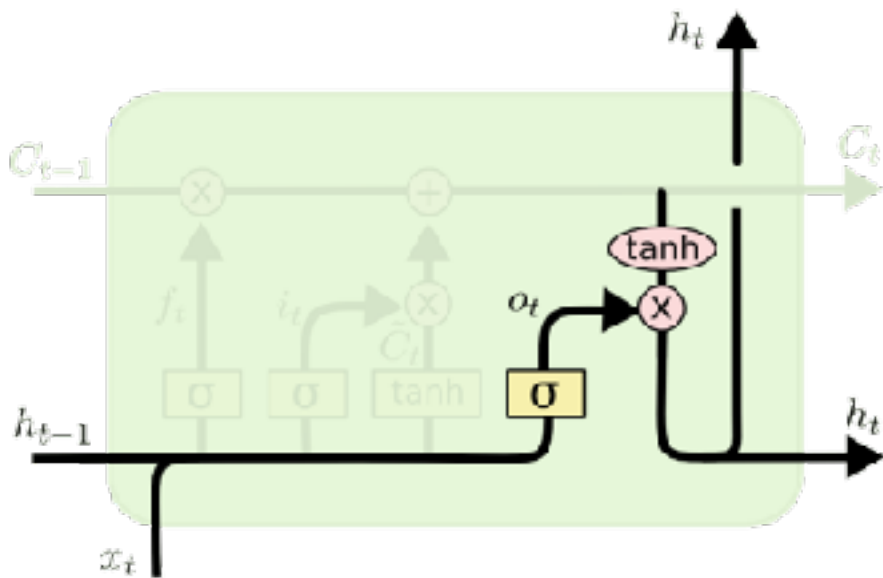 h_t
C_{t-1}
C_t
×
+
tanh
f_t
i_t
×
o_t
×
C̃_t
σ
σ
tanh
σ
h_{t-1}
h_t
x_t